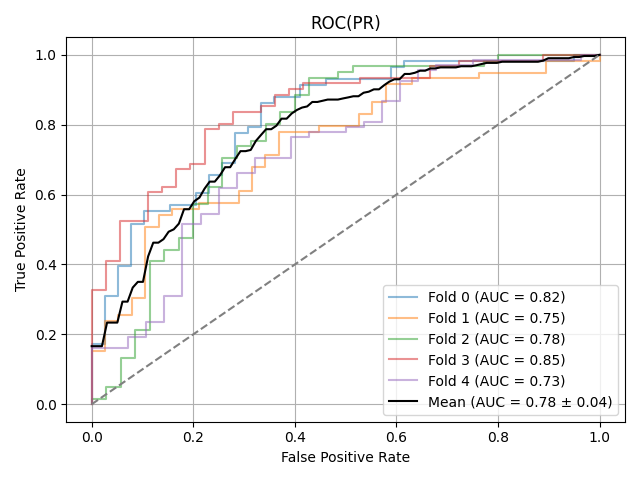 ROC(PR)
True Positive Rate
1.0
0.8
0.6
0.4
0.2
0.0
Fold 0 (AUC = 0.82)
Fold 1 (AUC = 0.75)
Fold 2 (AUC = 0.78)
Fold 3 (AUC = 0.85)
Fold 4 (AUC = 0.73)
Mean (AUC = 0.78 ± 0.04)
0.0 0.2 0.4 0.6 0.8 1.0
False Positive Rate